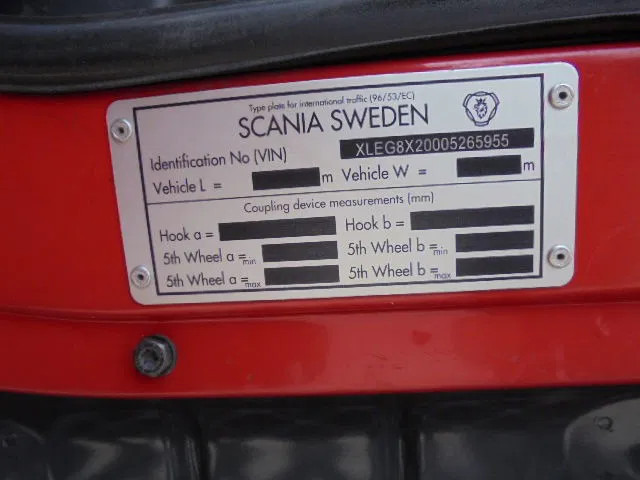 Type plate for international traffic (96/53/EC)
SCANIA SWEDEN
Identification No (VIN) XLEG8X20005265955
Vehicle L = m Vehicle W = m
Coupling device measurements (mm)
Hook a = Hook b =
5th Wheel a =min 5th Wheel b =min
5th Wheel a =max 5th Wheel b =max